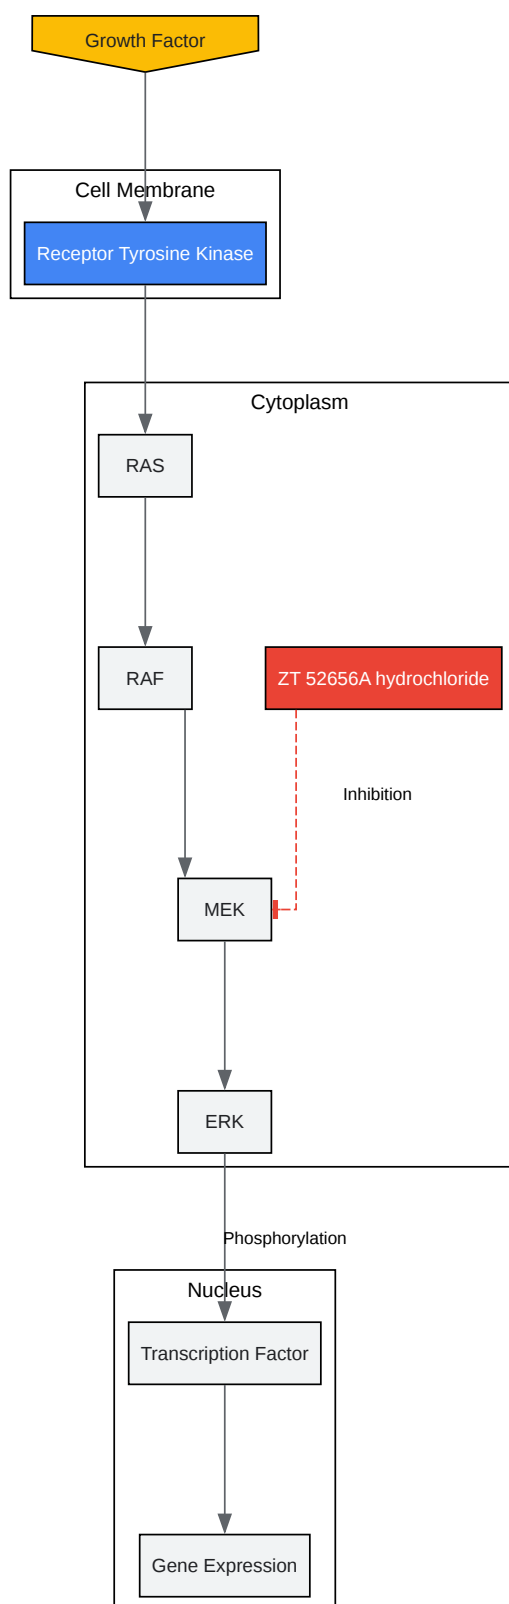 Growth Factor
Cell Membrane
Receptor Tyrosine Kinase
Cytoplasm
RAS
RAF
ZT 52656A hydrochloride
Inhibition
MEK
ERK
Phosphorylation
Nucleus
Transcription Factor
Gene Expression